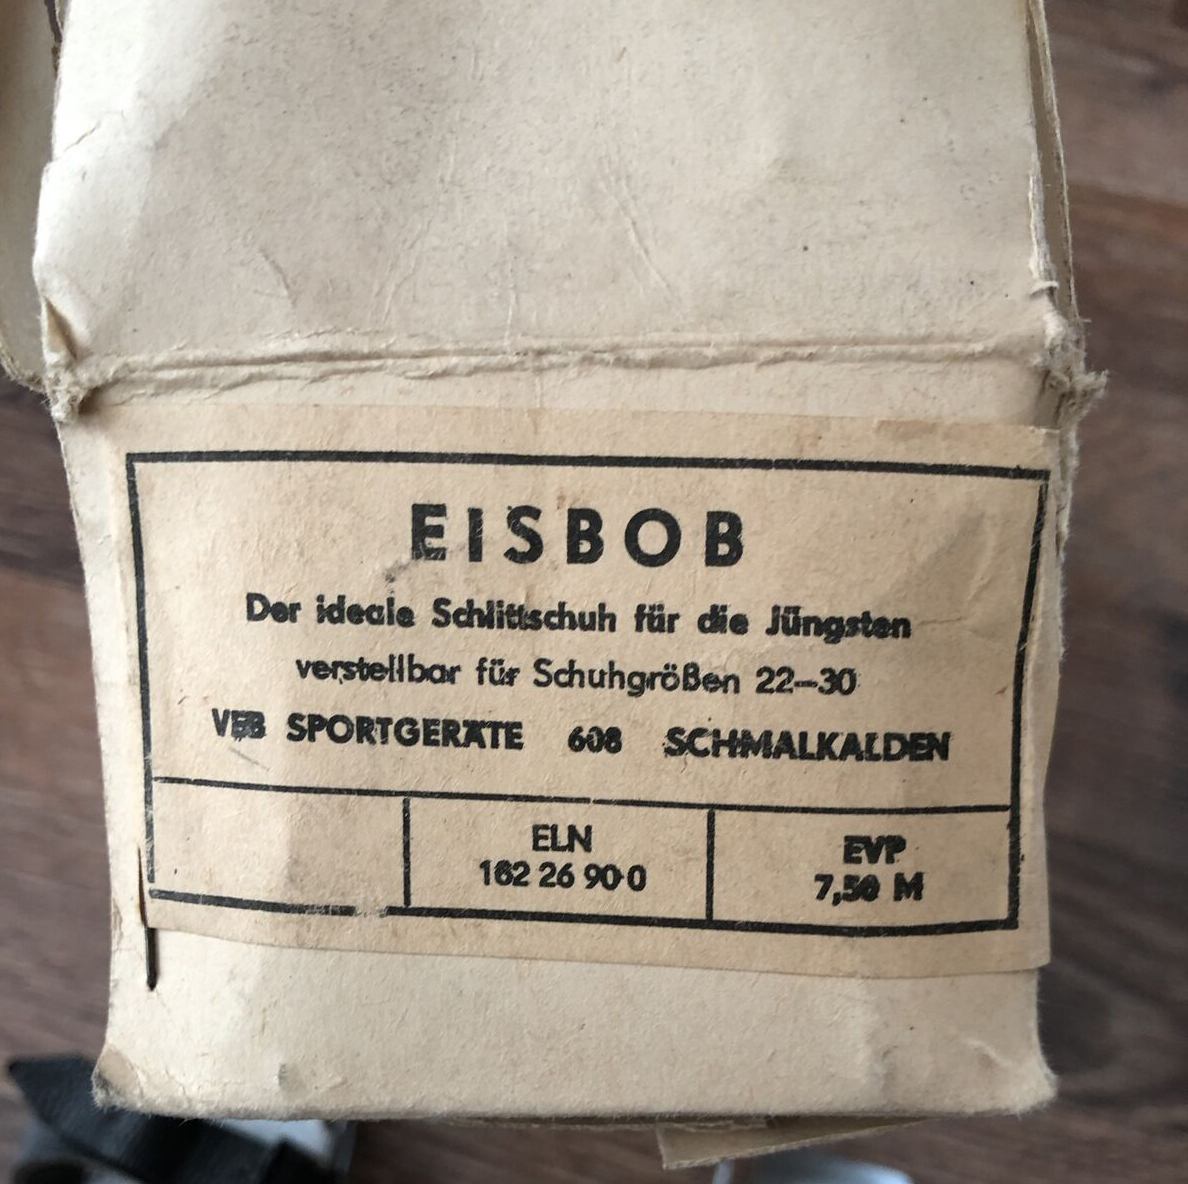 EISBOB
Der ideale Schlittschuh für die Jüngsten
verstellbar für Schuhgrößen 22–30
VEB SPORTGERÄTE 608 SCHMALKALDEN
ELN
182 26 90 0
EVP
7,50 M